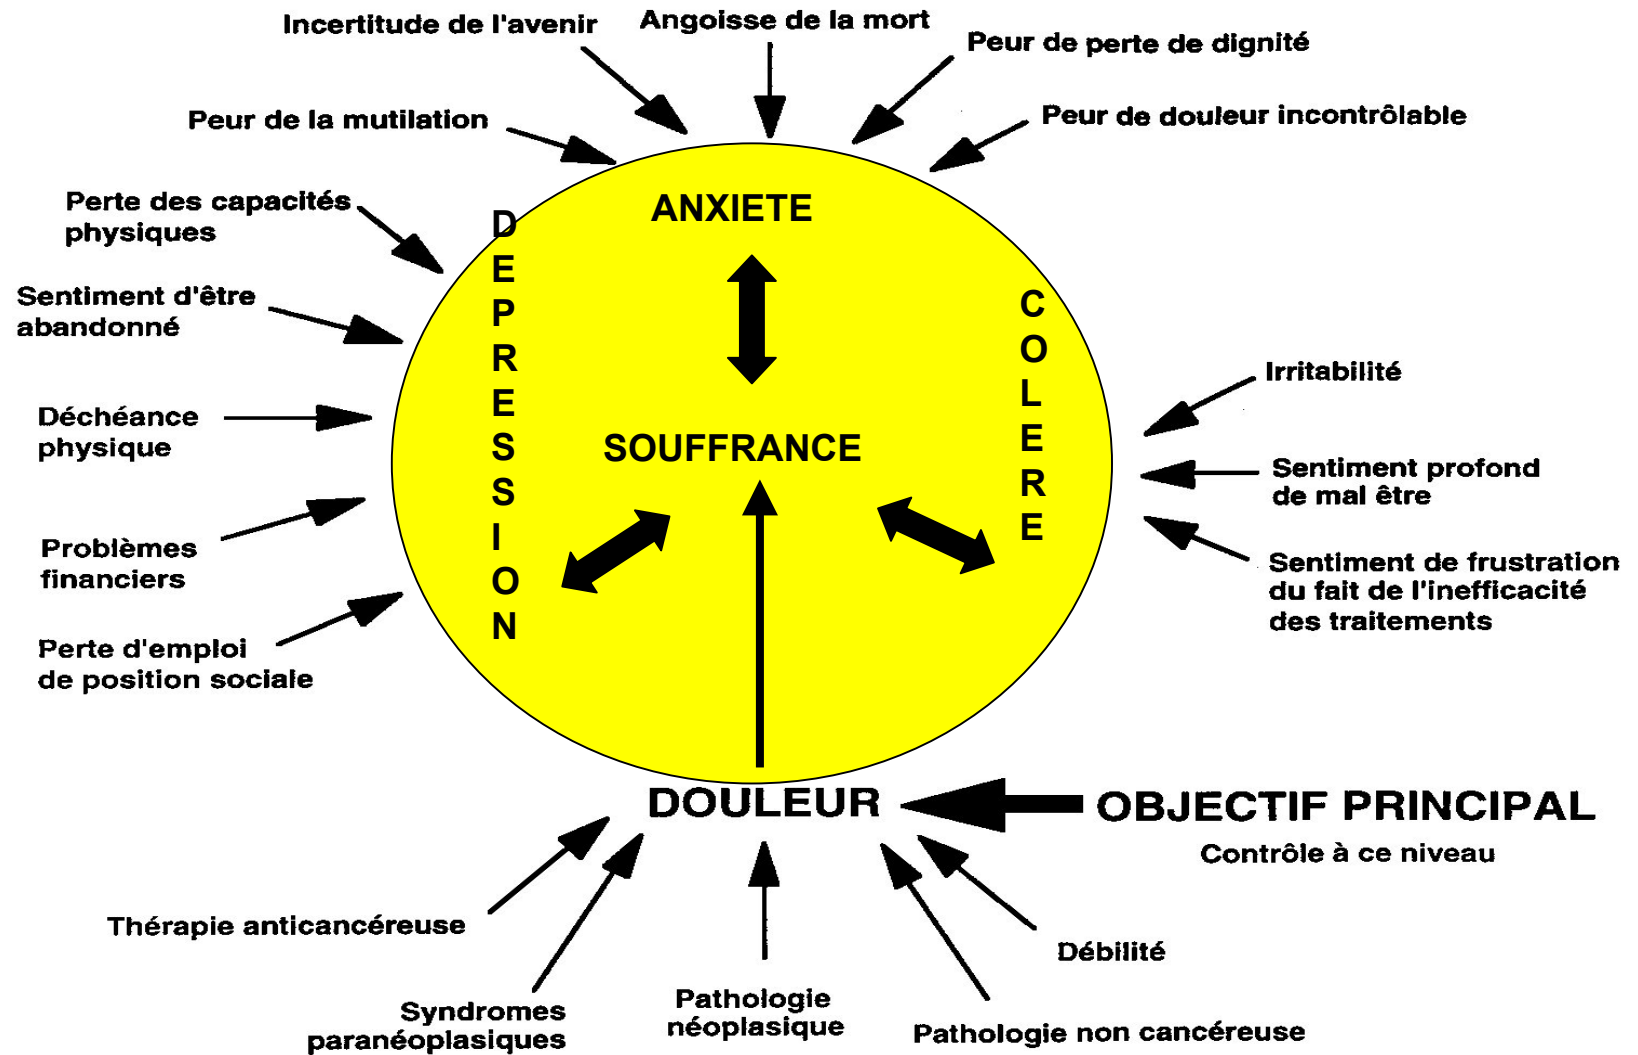 Incertitude de l'avenir
Angoisse de la mort
Peur de perte de dignité
Peur de la mutilation
Peur de douleur incontrôlable
Perte des capacités
physiques
Sentiment d'être
abandonné
Déchéance
physique
Problèmes
financiers
Perte d'emploi
de position sociale
DEPRESSION
ANXIETE
SOUFFRANCE
COLERE
Irritabilité
Sentiment profond
de mal être
Sentiment de frustration
du fait de l'inefficacité
des traitements
DOULEUR
OBJECTIF PRINCIPAL
Contrôle à ce niveau
Thérapie anticancéreuse
Syndromes
paranéoplasiques
Pathologie
néoplasique
Pathologie non cancéreuse
Débilité